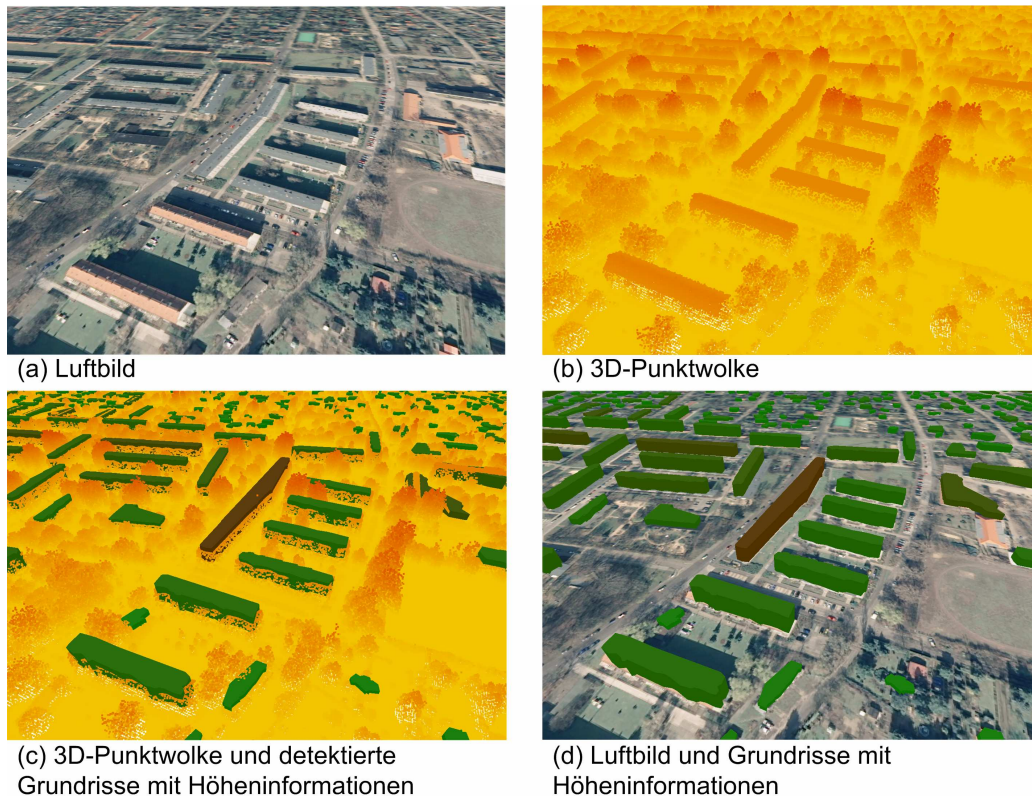 (a) Luftbild
(b) 3D-Punktwolke
(c) 3D-Punktwolke und detektierte
Grundrisse mit Höheninformationen
(d) Luftbild und Grundrisse mit
Höheninformationen